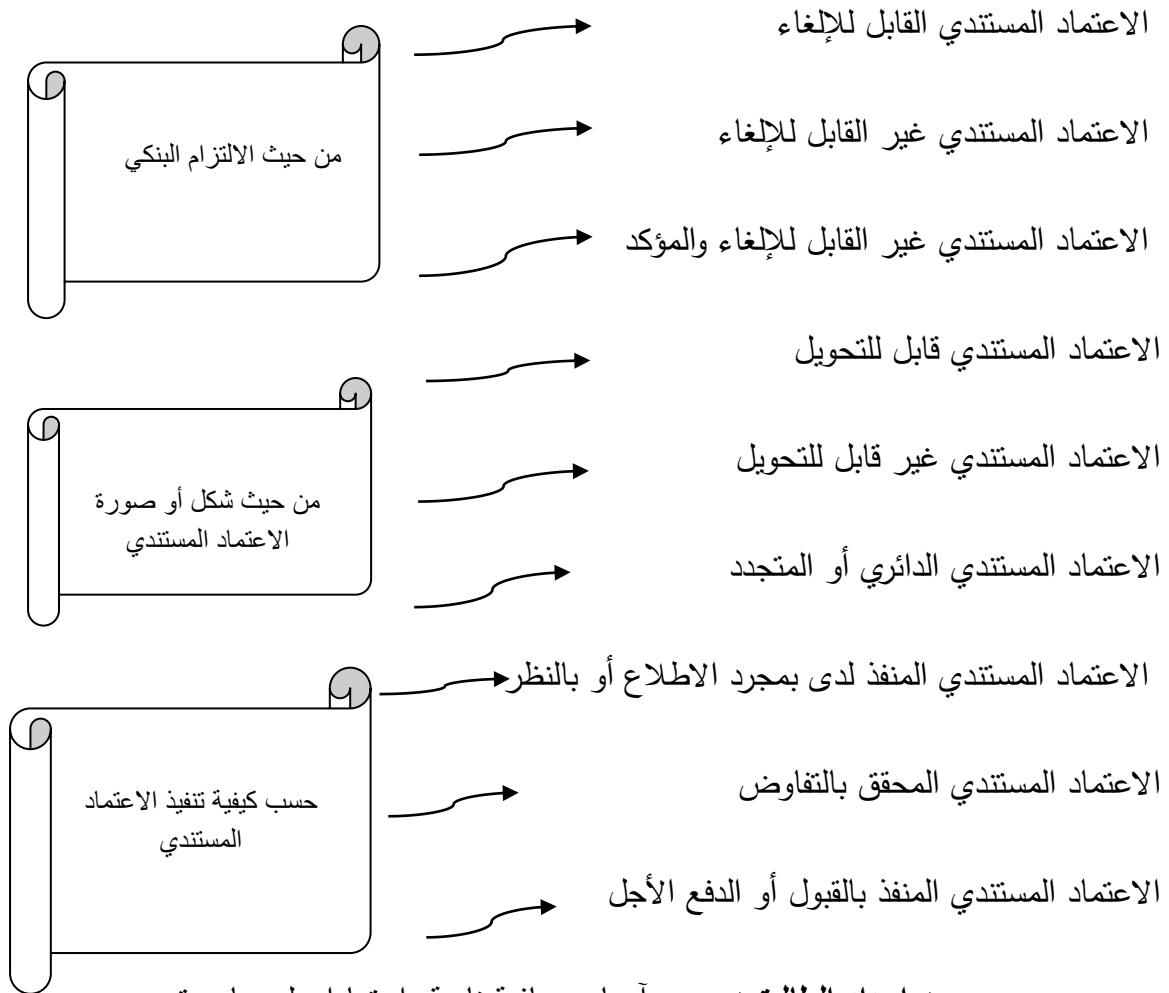 الاعتماد المستندي القابل للإلغاء
الاعتماد المستندي غير القابل للإلغاء
من حيث الالتزام البنكي
الاعتماد المستندي غير القابل للإلغاء والمؤكد
الاعتماد المستندي قابل للتحويل
الاعتماد المستندي غير قابل للتحويل
من حيث شكل أو صورة
الاعتماد المستندي
الاعتماد المستندي الدائري أو المتجدد
الاعتماد المستندي المنفذ لدى بمجرد الاطلاع أو بالنظر
الاعتماد المستندي المحقق بالتفاوض
حسب كيفية تنفيذ الاعتماد
المستندي
الاعتماد المستندي المنفذ بالقبول أو الدفع الأجل